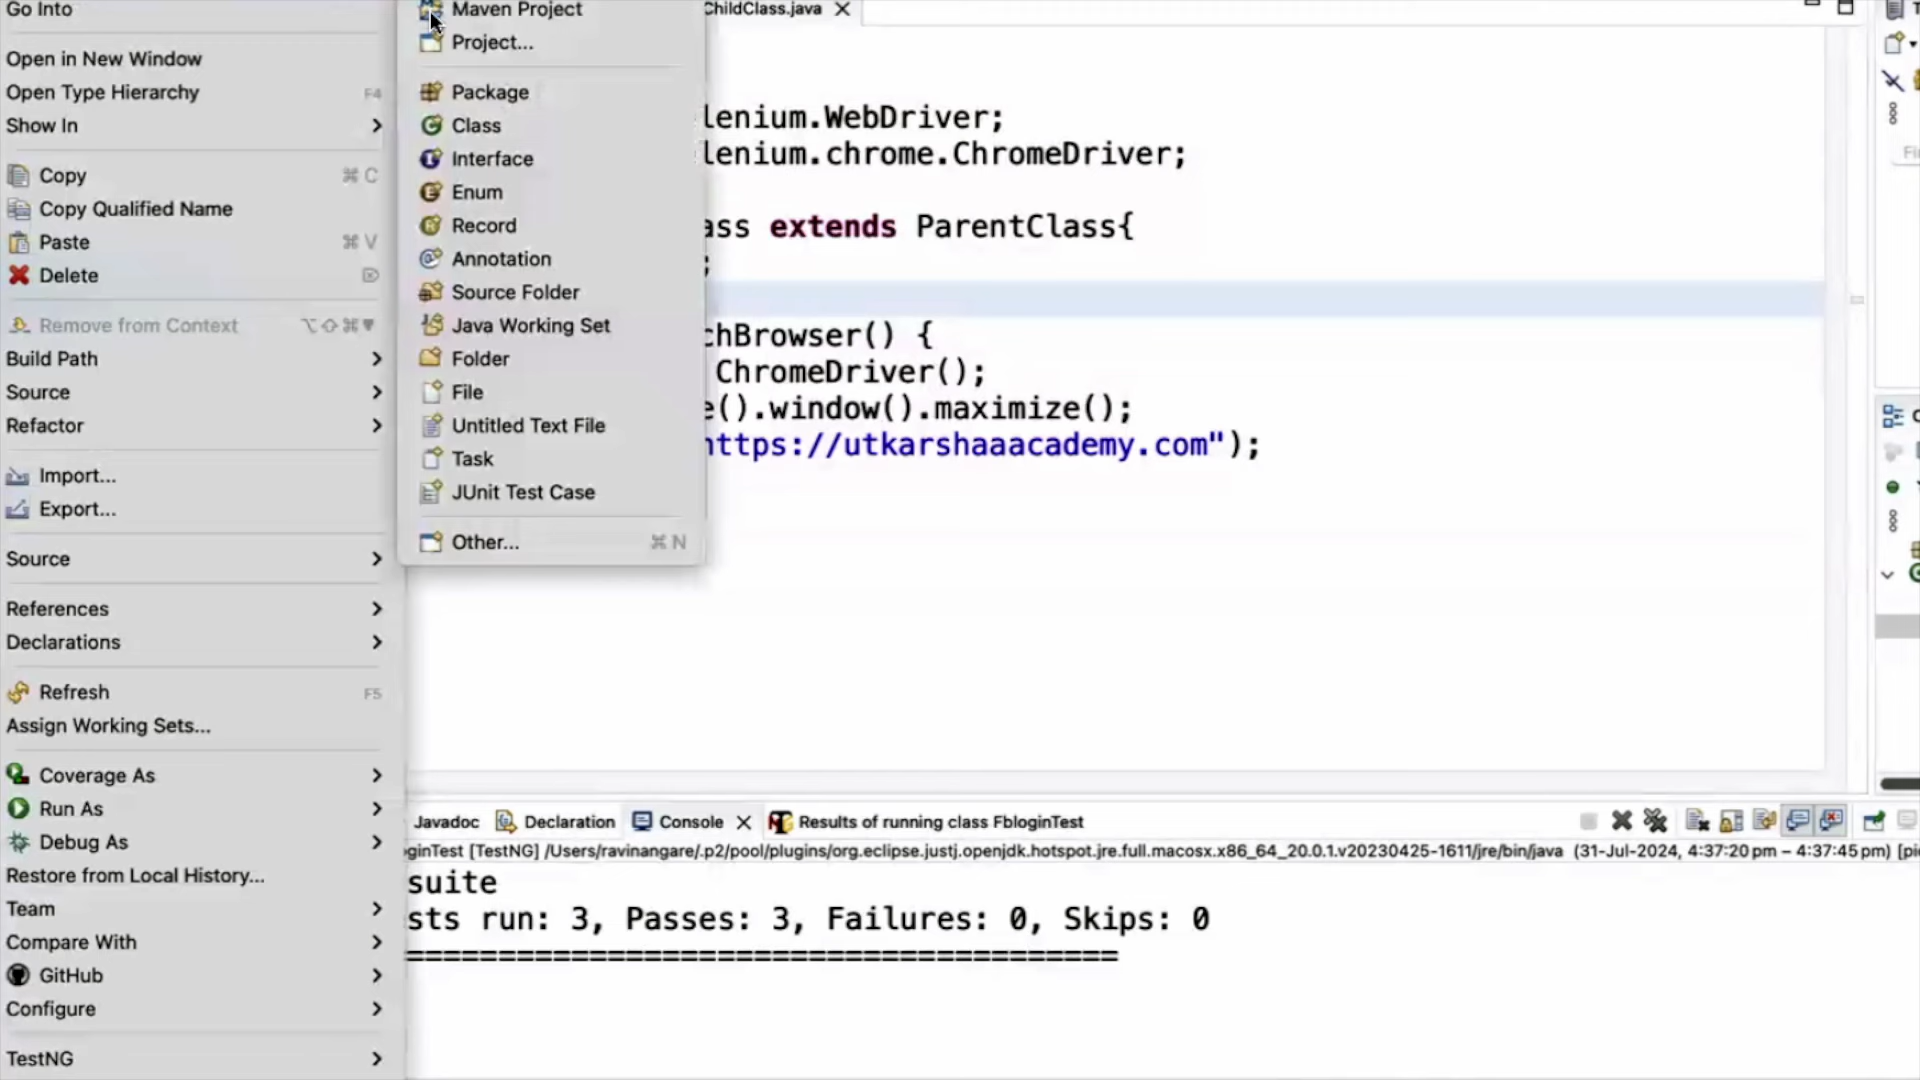 Go Into
Open in New Window
Open Type Hierarchy F4
Show In
Copy ⌘ C
Copy Qualified Name
Paste ⌘ V
Delete
Remove from Context
Build Path
Source
Refactor
Import...
Export...
Source
References
Declarations
Refresh F5
Assign Working Sets...
Coverage As
Run As
Debug As
Restore from Local History...
Team
Compare With
GitHub
Configure
TestNG
Maven Project
Project...
Package
Class
Interface
Enum
Record
Annotation
Source Folder
Java Working Set
Folder
File
Untitled Text File
Task
JUnit Test Case
Other... ⌘ N
ChildClass.java
lenium.WebDriver;
lenium.chrome.ChromeDriver;
ass extends ParentClass{
;
chBrowser() {
ChromeDriver();
e().window().maximize();
https://utkarshaaacademy.com");
Javadoc Declaration Console Results of running class FbloginTest
ginTest [TestNG] /Users/ravinangare/.p2/pool/plugins/org.eclipse.justj.openjdk.hotspot.jre.full.macosx.x86_64_20.0.1.v20230425-1611/jre/bin/java (31-Jul-2024, 4:37:20 pm – 4:37:45 pm) [pi
suite
sts run: 3, Passes: 3, Failures: 0, Skips: 0
===========================================